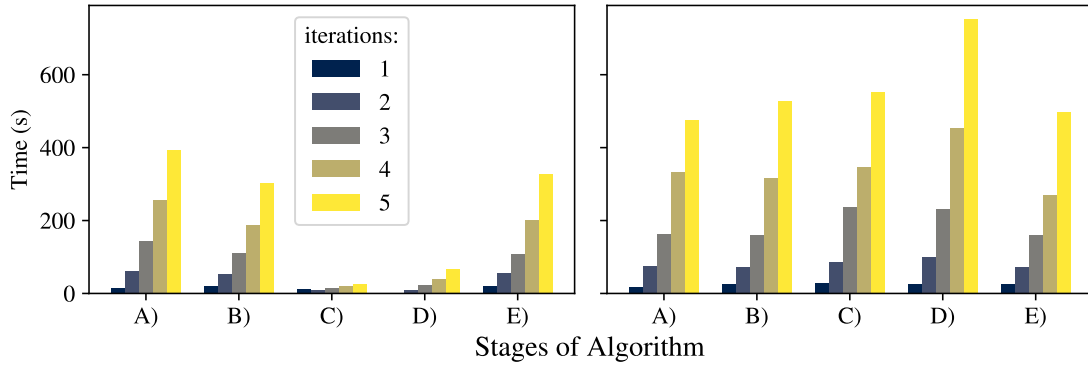 iterations:
1
2
3
4
5
Time (s)
600
400
200
0
A) B) C) D) E)
A) B) C) D) E)
Stages of Algorithm